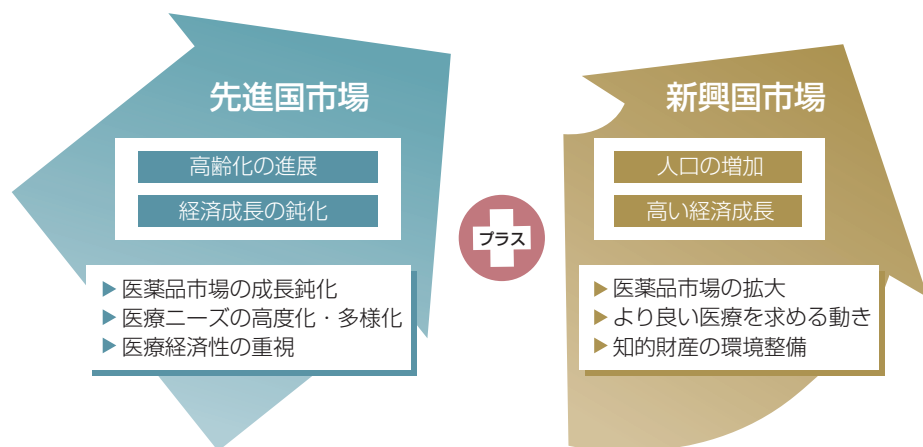 先進国市場
高齢化の進展
経済成長の鈍化
▶医薬品市場の成長鈍化
▶医療ニーズの高度化・多様化
▶医療経済性の重視
プラス
新興国市場
人口の増加
高い経済成長
▶医薬品市場の拡大
▶より良い医療を求める動き
▶知的財産の環境整備